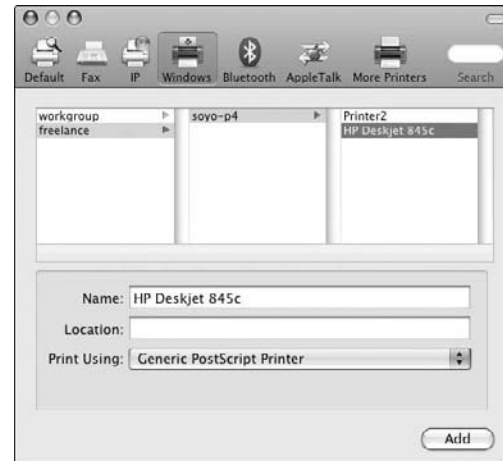 Default Fax IP Windows Bluetooth AppleTalk More Printers Search
workgroup soyo-p4 Printer2
freelance HP Deskjet 845c
Name: HP Deskjet 845c
Location:
Print Using: Generic PostScript Printer
Add